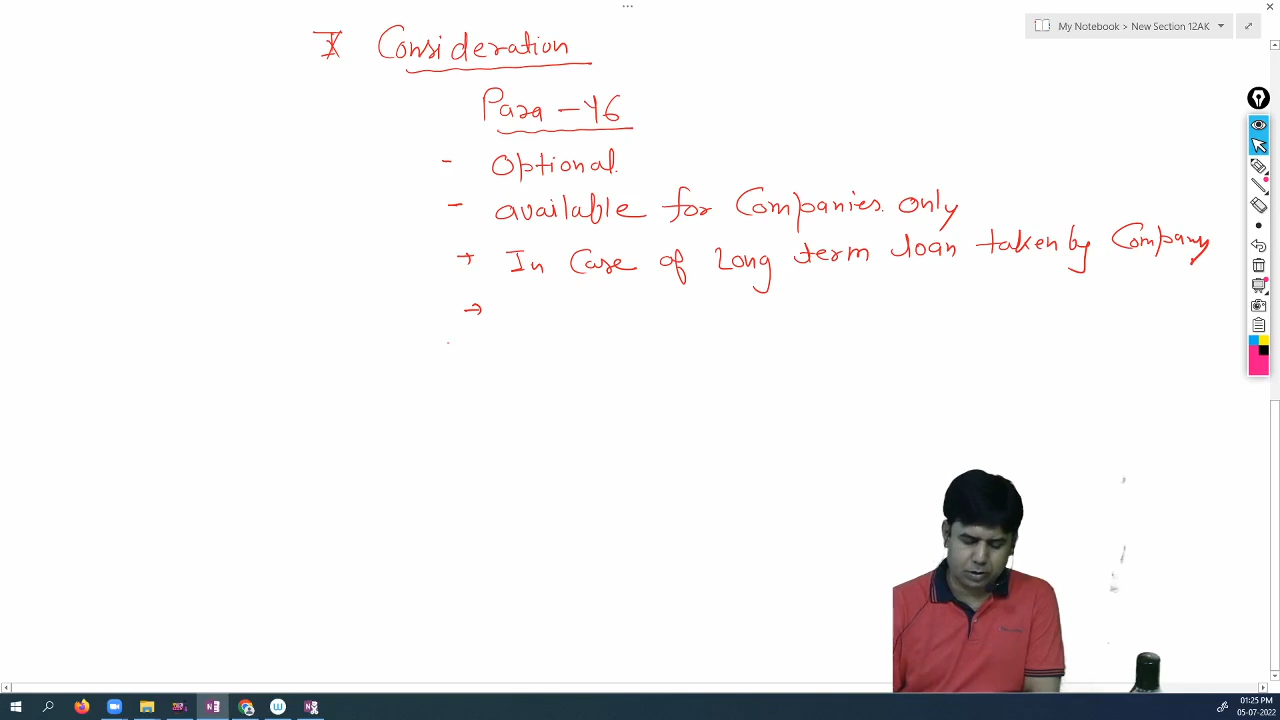 I Consideration
Para - 46
- Optional.
- available for Companies only
→ In Case of Long term loan taken by Company
→
My Notebook > New Section 12AK
01:25 PM
05-07-2022